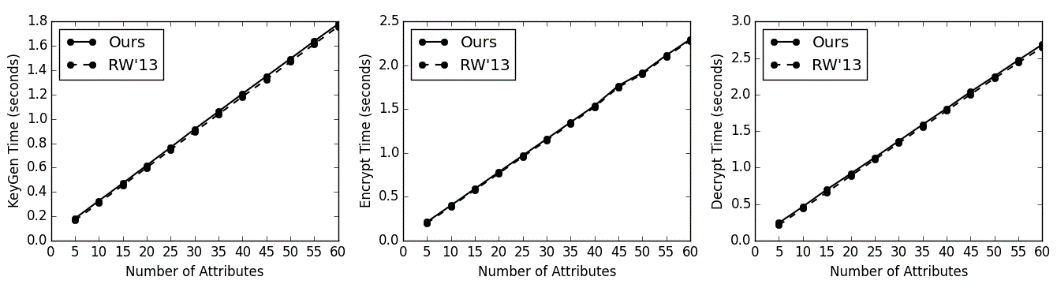 KeyGen Time (seconds)
1.8
1.6
1.4
1.2
1.0
0.8
0.6
0.4
0.2
0.0
Ours
RW'13
0 5 10 15 20 25 30 35 40 45 50 55 60
Number of Attributes
Encrypt Time (seconds)
2.5
2.0
1.5
1.0
0.5
0.0
Ours
RW'13
0 5 10 15 20 25 30 35 40 45 50 55 60
Number of Attributes
Decrypt Time (seconds)
3.0
2.5
2.0
1.5
1.0
0.5
0.0
Ours
RW'13
0 5 10 15 20 25 30 35 40 45 50 55 60
Number of Attributes